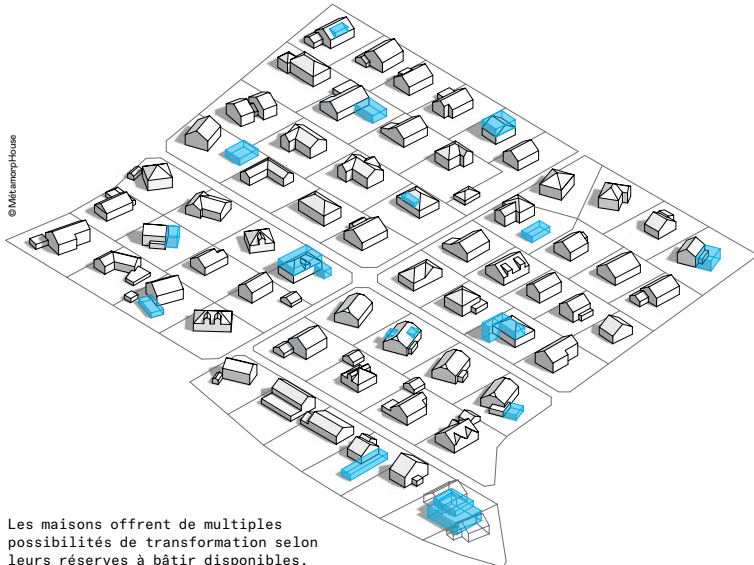 ©MétamorpHouse
Les maisons offrent de multiples
possibilités de transformation selon
leurs réserves à bâtir disponibles.